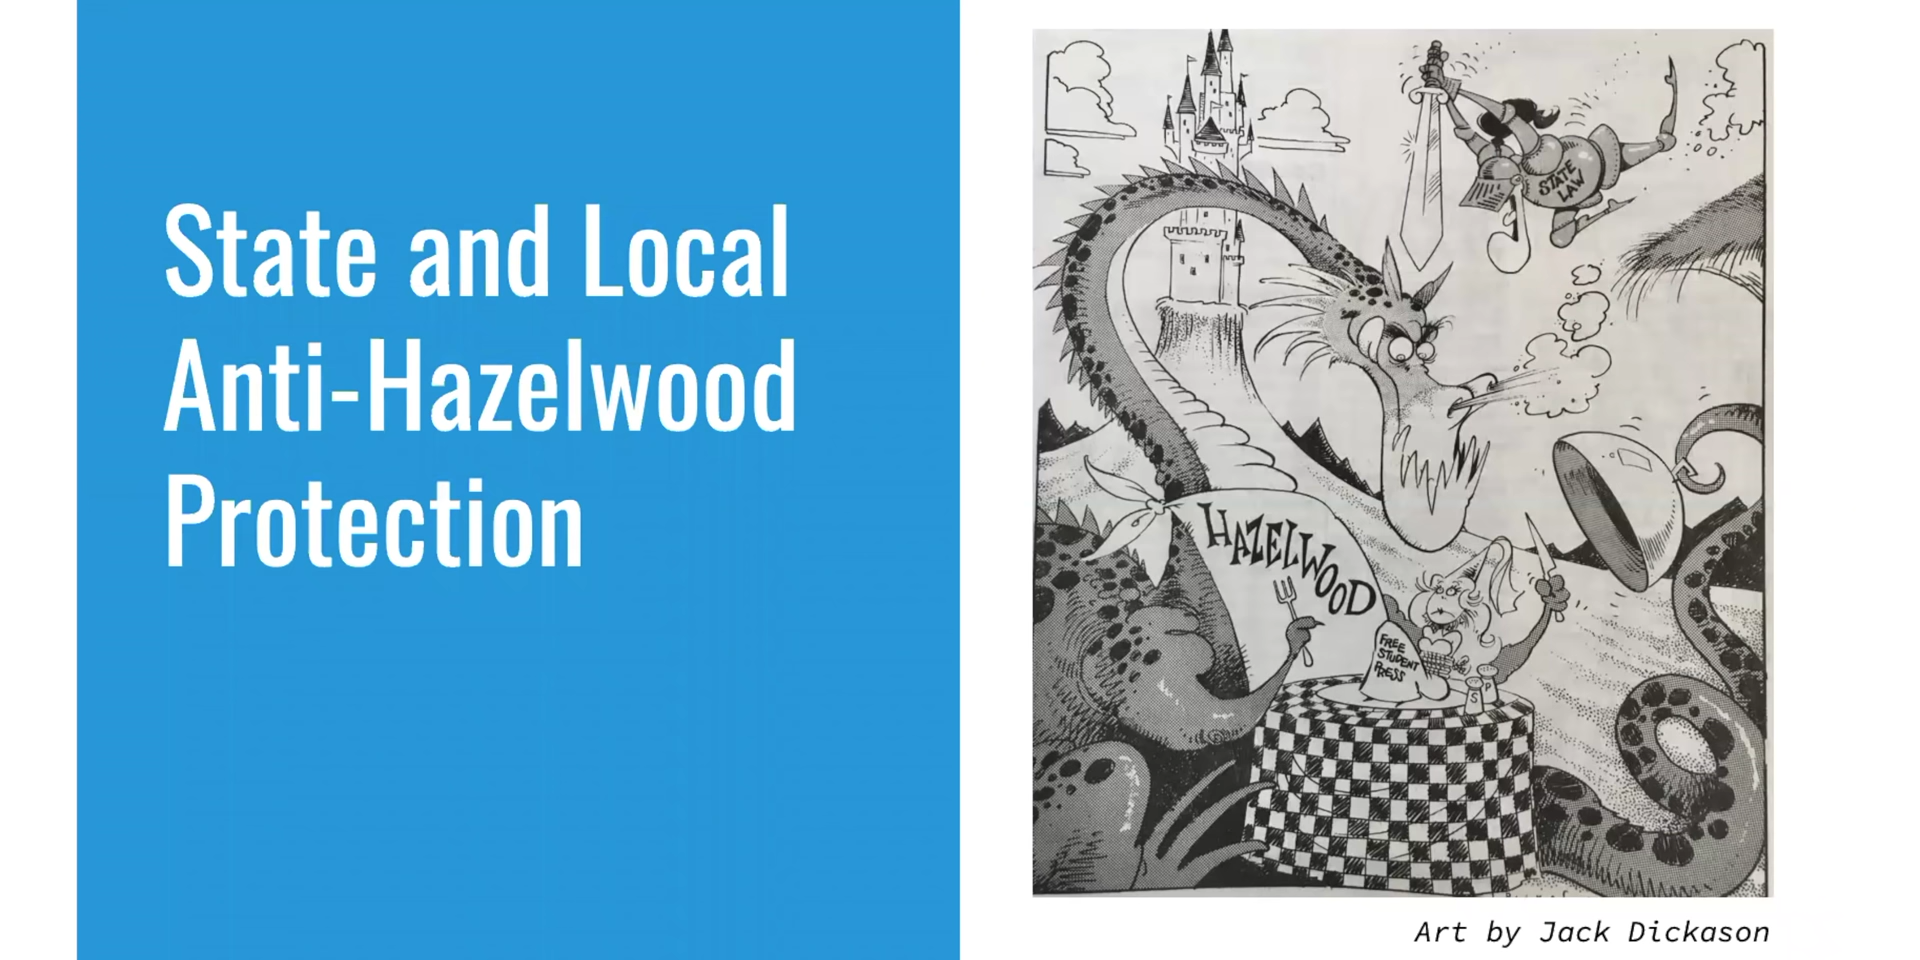 State and Local
Anti-Hazelwood
Protection
STATE
LAW
HAZELWOOD
FREE
STUDENT
PRESS
S
P
Art by Jack Dickason